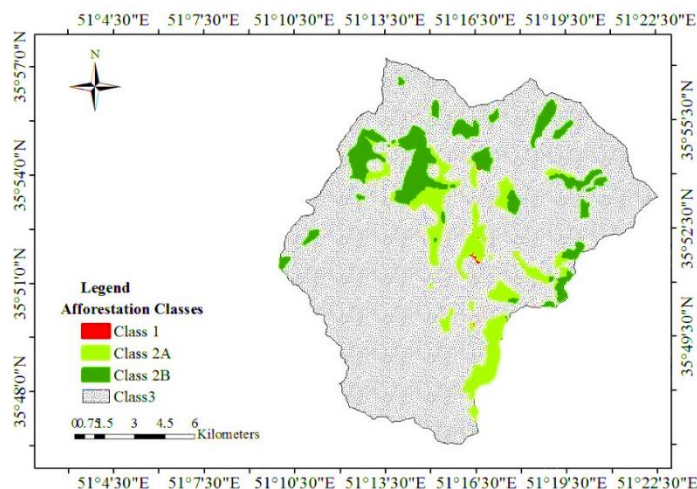 51°4'30"E 51°7'30"E 51°10'30"E 51°13'30"E 51°16'30"E 51°19'30"E 51°22'30"E
35°57'0"N
35°54'0"N
35°51'0"N
35°48'0"N
N
35°55'30"N
35°52'30"N
35°49'30"N
Legend
Afforestation Classes
Class 1
Class 2A
Class 2B
Class3
0 0.75 1.5 3 4.5 6
Kilometers
51°4'30"E 51°7'30"E 51°10'30"E 51°13'30"E 51°16'30"E 51°19'30"E 51°22'30"E